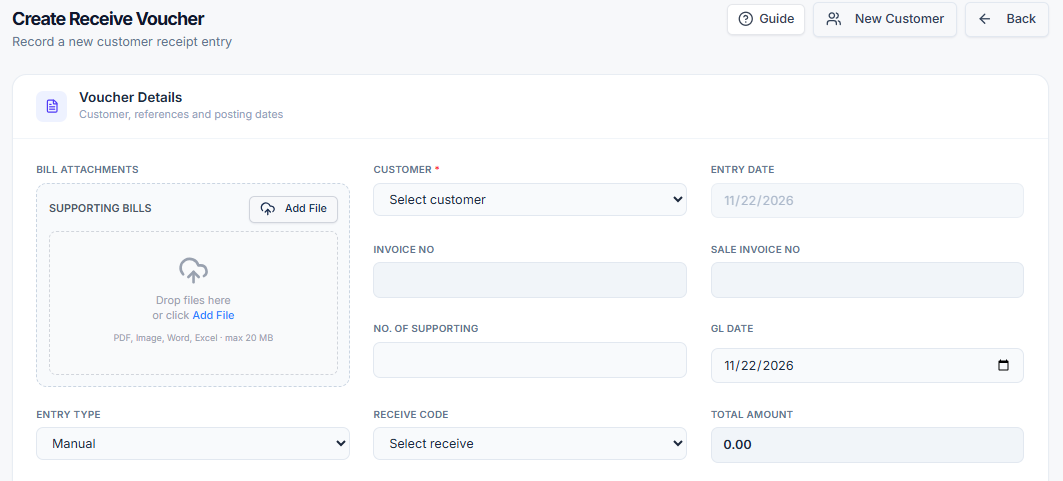 Create Receive Voucher
Record a new customer receipt entry
Guide
New Customer
Back
Voucher Details
Customer, references and posting dates
BILL ATTACHMENTS
SUPPORTING BILLS
Add File
Drop files here
or click Add File
PDF, Image, Word, Excel · max 20 MB
CUSTOMER *
Select customer
ENTRY DATE
11/22/2026
INVOICE NO
SALE INVOICE NO
NO. OF SUPPORTING
GL DATE
11/22/2026
ENTRY TYPE
Manual
RECEIVE CODE
Select receive
TOTAL AMOUNT
0.00